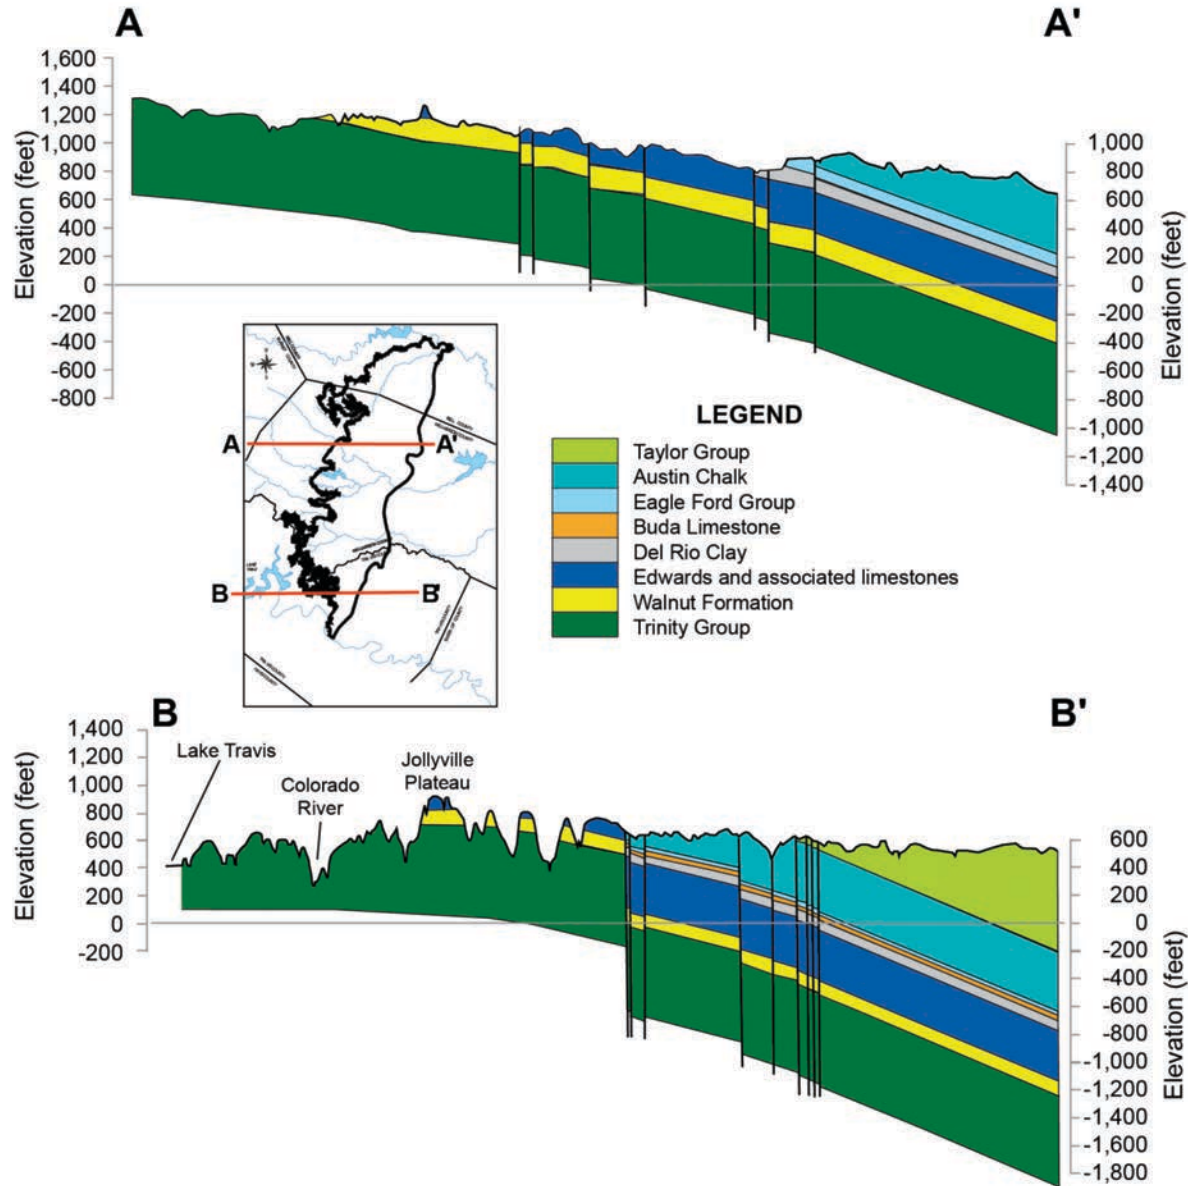 A
A'
1,600
1,400
1,200
1,000
800
600
400
200
0
-200
-400
-600
-800
Elevation (feet)
1,000
800
600
400
200
0
-200
-400
-600
-800
-1,000
-1,200
-1,400
Elevation (feet)
A
A'
B
B'
LEGEND
Taylor Group
Austin Chalk
Eagle Ford Group
Buda Limestone
Del Rio Clay
Edwards and associated limestones
Walnut Formation
Trinity Group
B
B'
1,400
1,200
1,000
800
600
400
200
0
-200
Elevation (feet)
Lake Travis
Colorado
River
Jollyville
Plateau
600
400
200
0
-200
-400
-600
-800
-1,000
-1,200
-1,400
-1,600
-1,800
Elevation (feet)